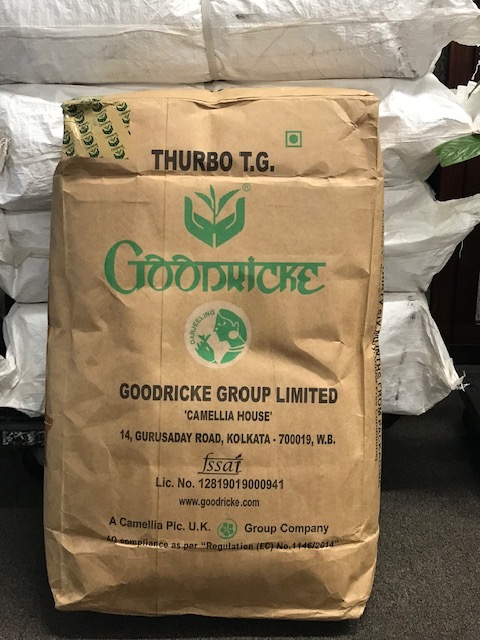 THURBO T.G.
®
GOODRICKE
DARJEELING
GOODRICKE GROUP LIMITED
'CAMELLIA HOUSE'
14, GURUSADAY ROAD, KOLKATA - 700019, W.B.
fssai
Lic. No. 12819019000941
www.goodricke.com
A Camellia Plc. U.K. Group Company
AQ compliance as per "Regulation (EC) No.1146/2014"